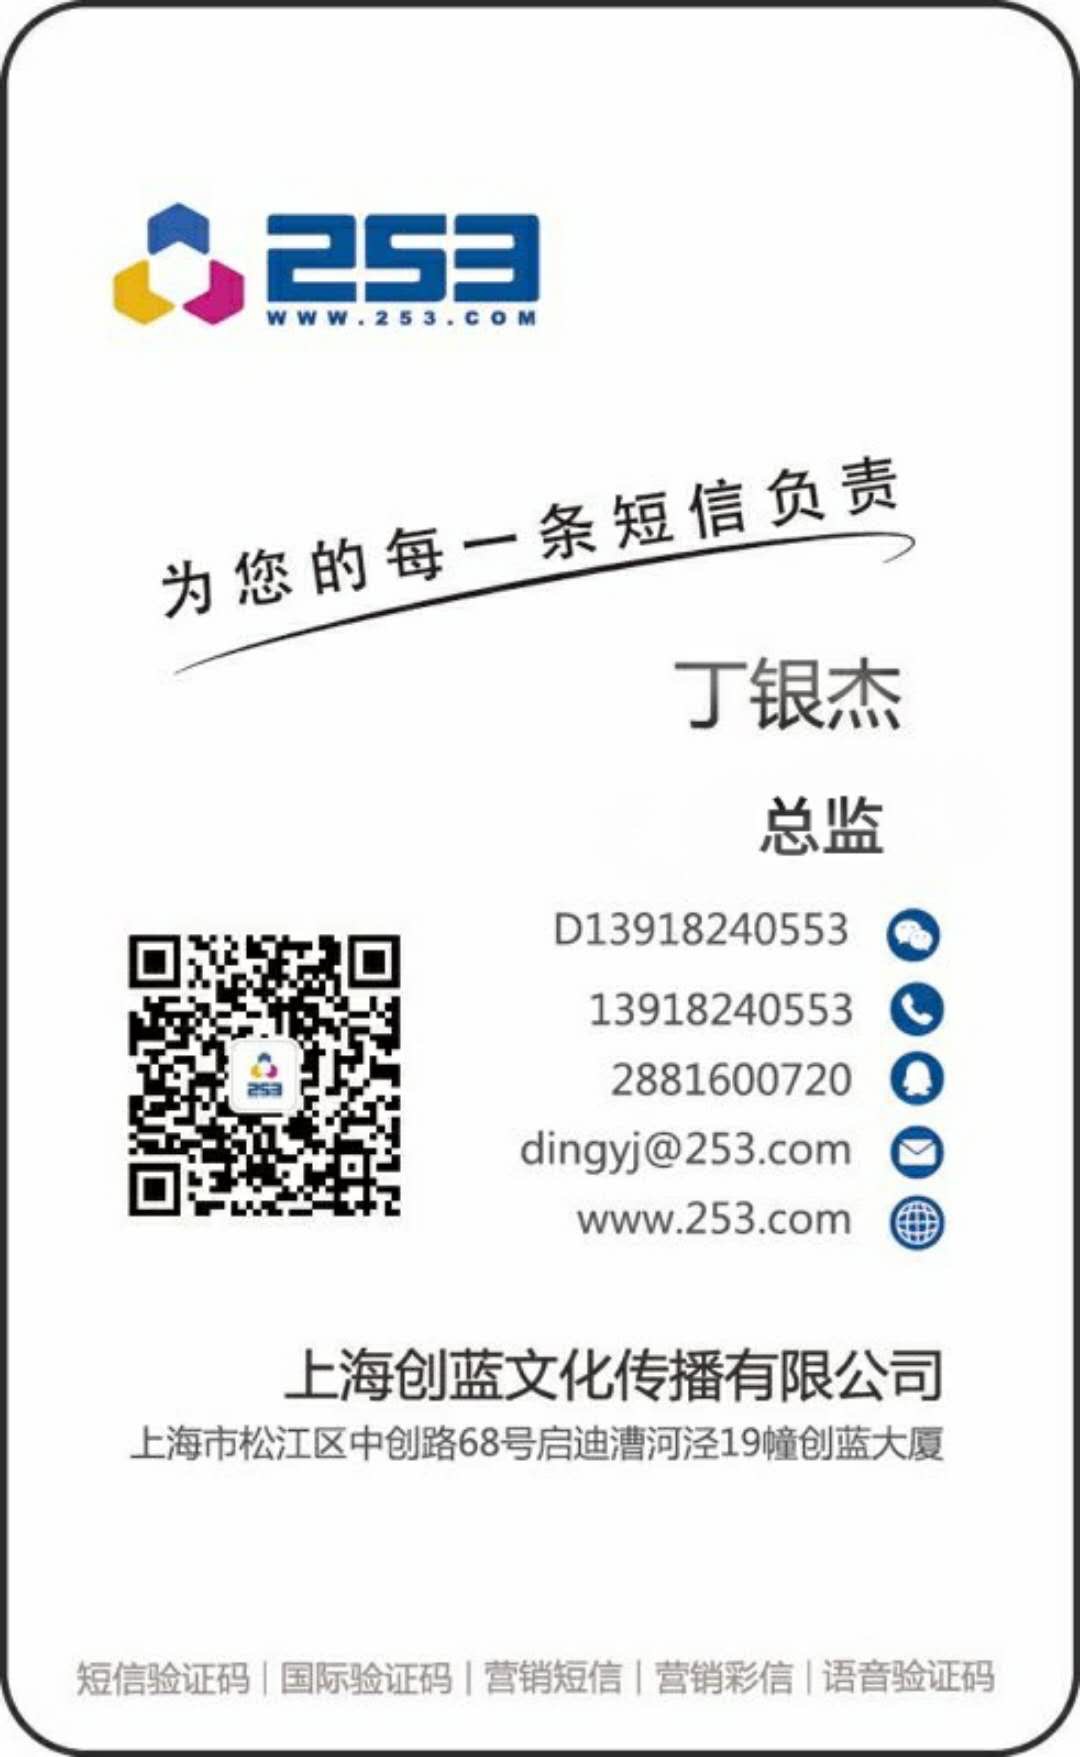 253
WWW.253.COM
为您的每一条短信负责
丁银杰
总监
D13918240553
13918240553
2881600720
dingyj@253.com
www.253.com
253
上海创蓝文化传播有限公司
上海市松江区中创路68号启迪漕河泾19幢创蓝大厦
短信验证码|国际验证码|营销短信|营销彩信|语音验证码